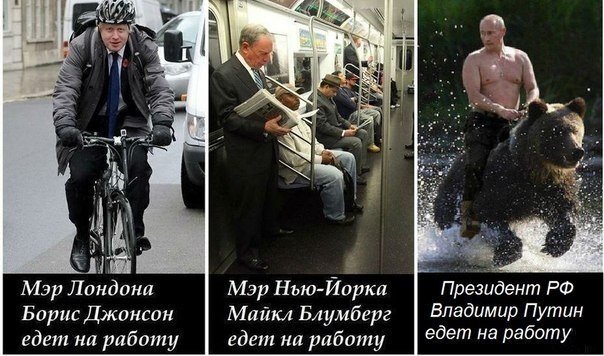 Мэр Лондона
Борис Джонсон
едет на работу
Мэр Нью-Йорка
Майкл Блумберг
едет на работу
Президент РФ
Владимир Путин
едет на работу